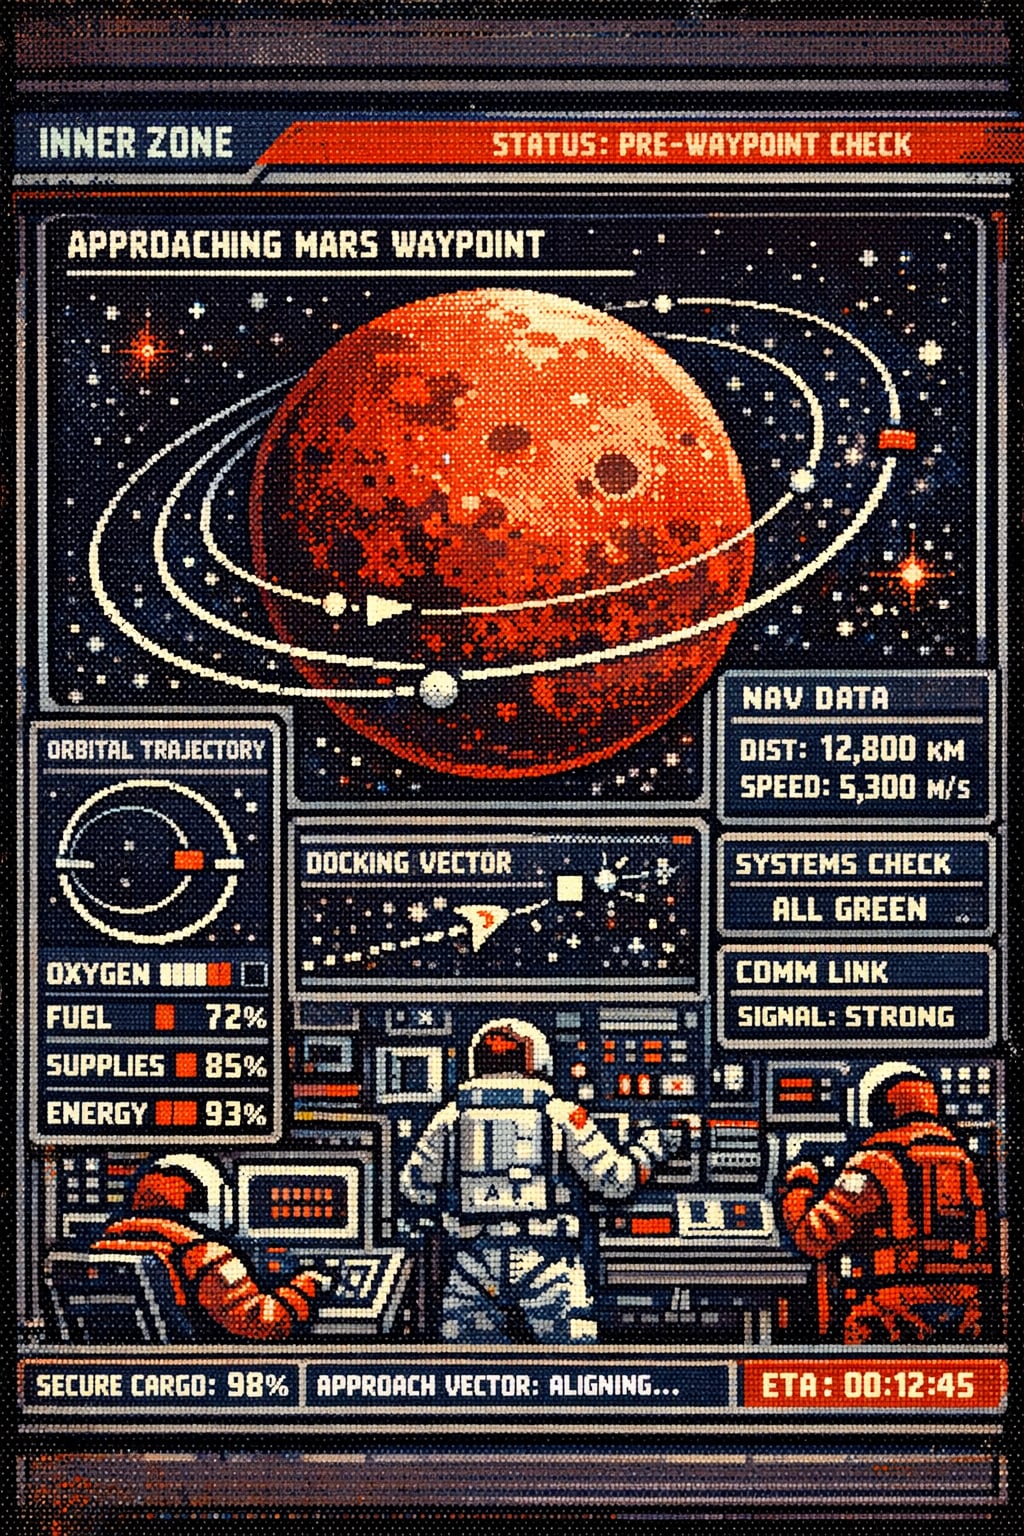 INNER ZONE
STATUS: PRE-WAYPOINT CHECK
APPROACHING MARS WAYPOINT
NAV DATA
DIST: 12,800 KM
SPEED: 5,300 M/S
ORBITAL TRAJECTORY
DOCKING VECTOR
SYSTEMS CHECK
ALL GREEN
OXYGEN
COMM LINK
FUEL 72%
SIGNAL: STRONG
SUPPLIES 85%
ENERGY 93%
SECURE CARGO: 98%
APPROACH VECTOR: ALIGNING...
ETA: 00:12:45